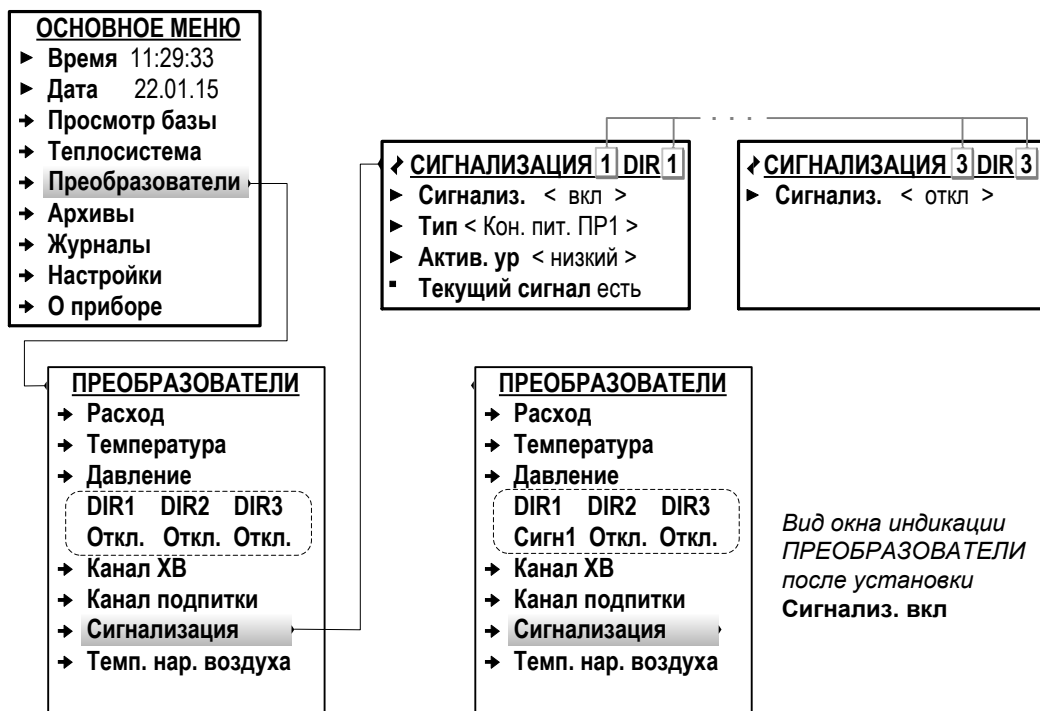 ОСНОВНОЕ МЕНЮ
Время 11:29:33
Дата 22.01.15
Просмотр базы
Теплосистема
Преобразователи
Архивы
Журналы
Настройки
О приборе
. . .
СИГНАЛИЗАЦИЯ 1 DIR 1
Сигнализ. < вкл >
Тип < Кон. пит. ПР1 >
Актив. ур < низкий >
Текущий сигнал есть
СИГНАЛИЗАЦИЯ 3 DIR 3
Сигнализ. < откл >
ПРЕОБРАЗОВАТЕЛИ
Расход
Температура
Давление
DIR1 DIR2 DIR3
Откл. Откл. Откл.
Канал ХВ
Канал подпитки
Сигнализация
Темп. нар. воздуха
ПРЕОБРАЗОВАТЕЛИ
Расход
Температура
Давление
DIR1 DIR2 DIR3
Сигн1 Откл. Откл.
Канал ХВ
Канал подпитки
Сигнализация
Темп. нар. воздуха
Вид окна индикации
ПРЕОБРАЗОВАТЕЛИ
после установки
Сигнализ. вкл